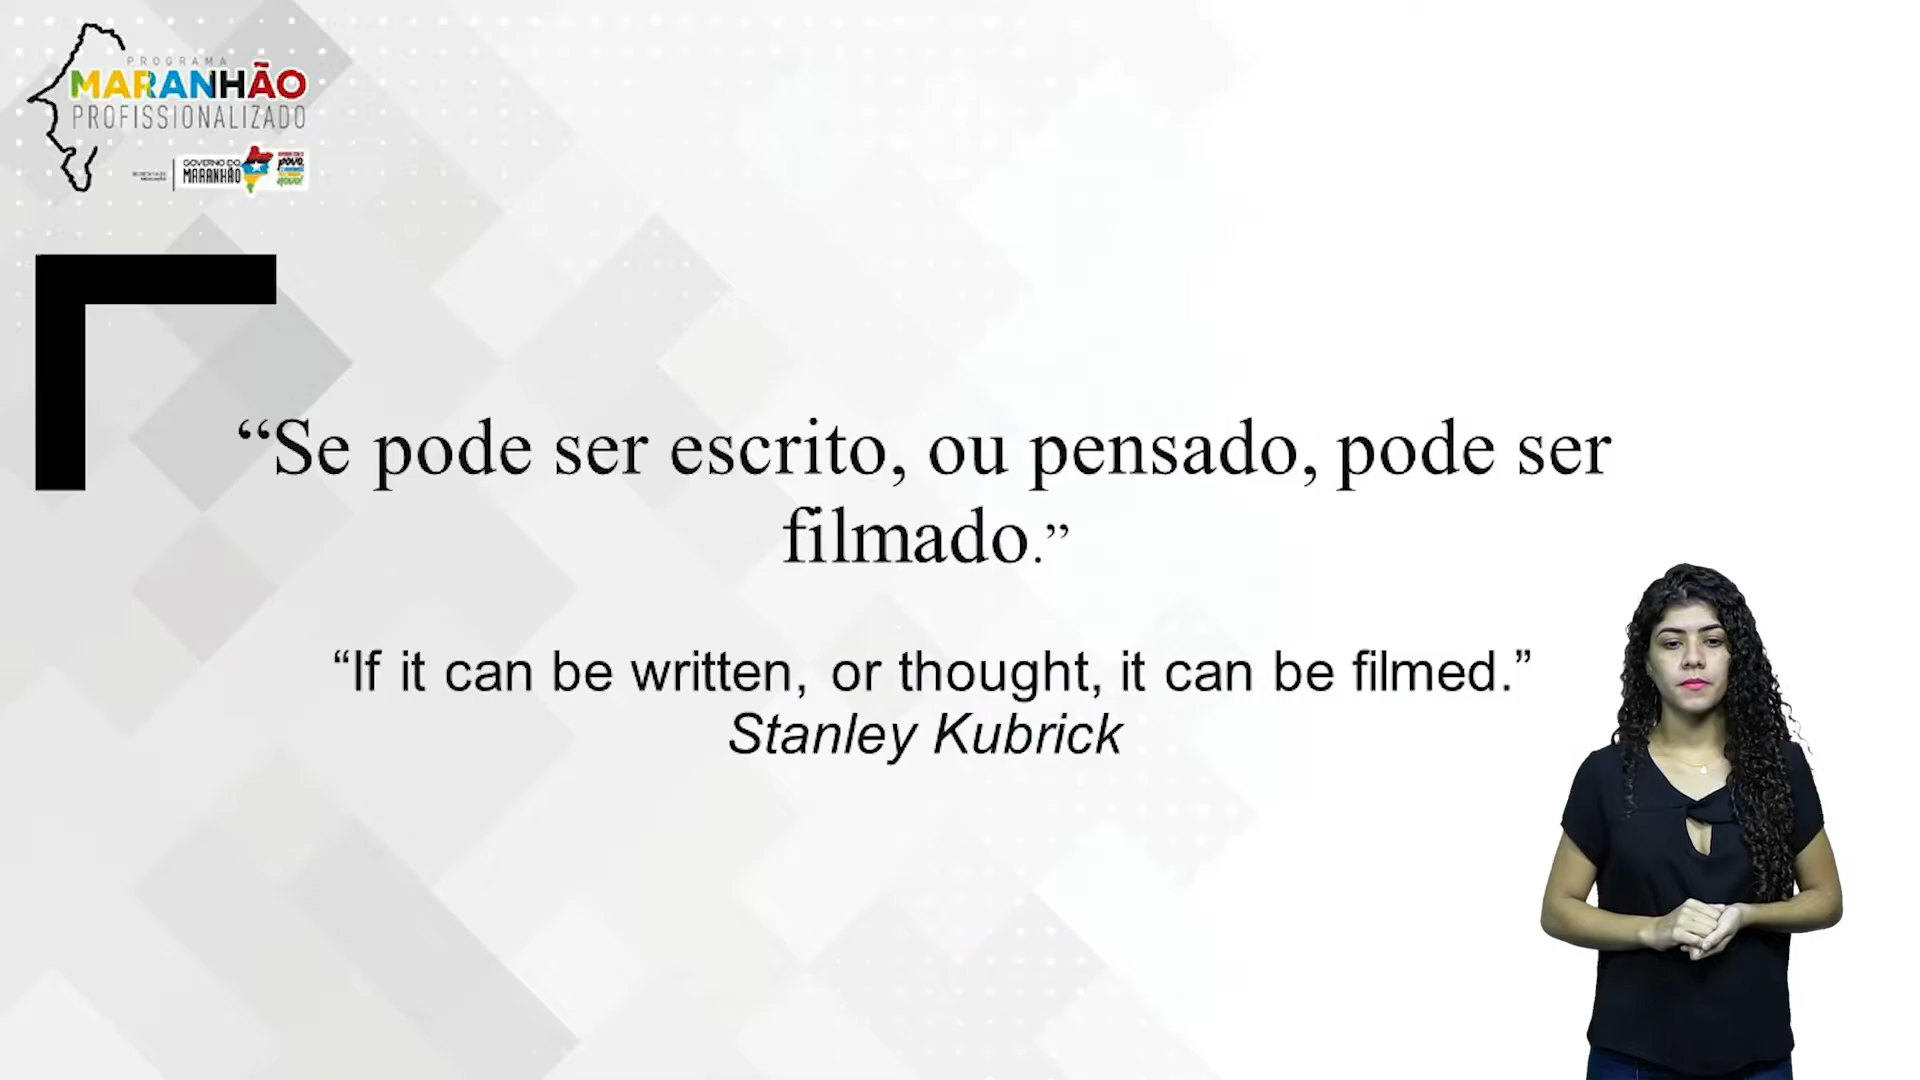 PROGRAMA
MARANHÃO
PROFISSIONALIZADO
GOVERNO DO
MARANHÃO
“Se pode ser escrito, ou pensado, pode ser
filmado.”
“If it can be written, or thought, it can be filmed.”
Stanley Kubrick